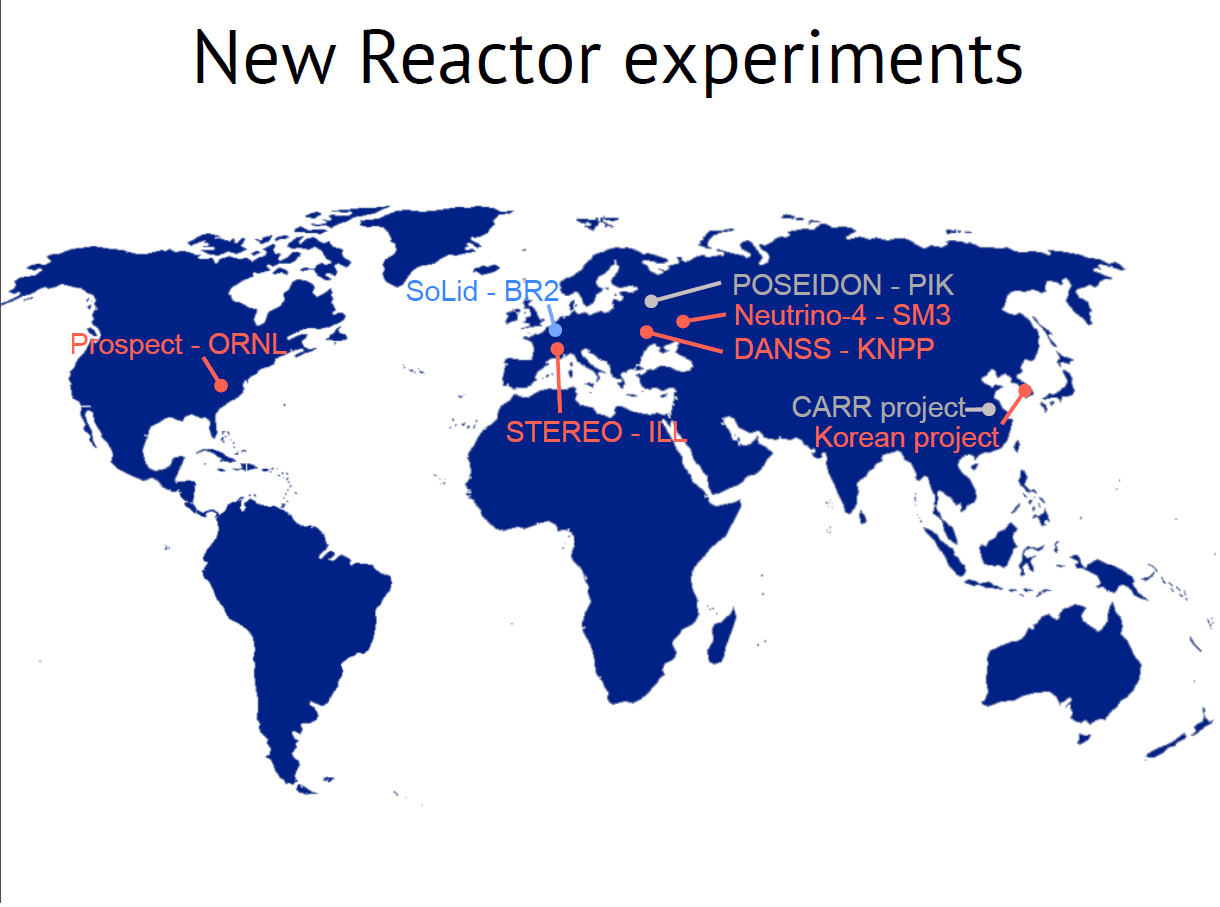 New Reactor experiments
SoLid - BR2
POSEIDON - PIK
Neutrino-4 - SM3
Prospect - ORNL
DANSS - KNPP
CARR project
STEREO - ILL
Korean project